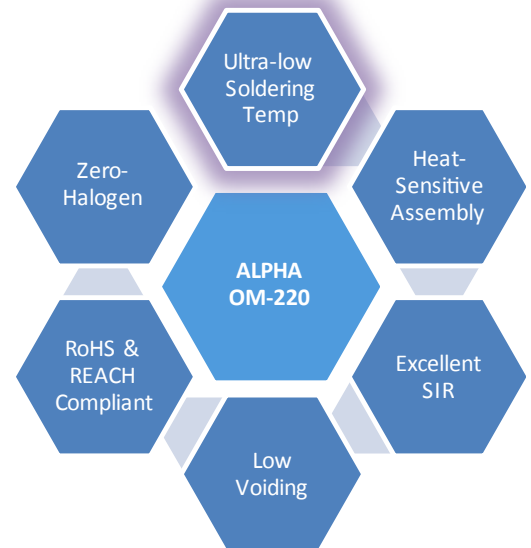 Ultra-low
Soldering
Temp
Heat-
Sensitive
Assembly
Excellent
SIR
Low
Voiding
RoHS &
REACH
Compliant
Zero-
Halogen
ALPHA
OM-220